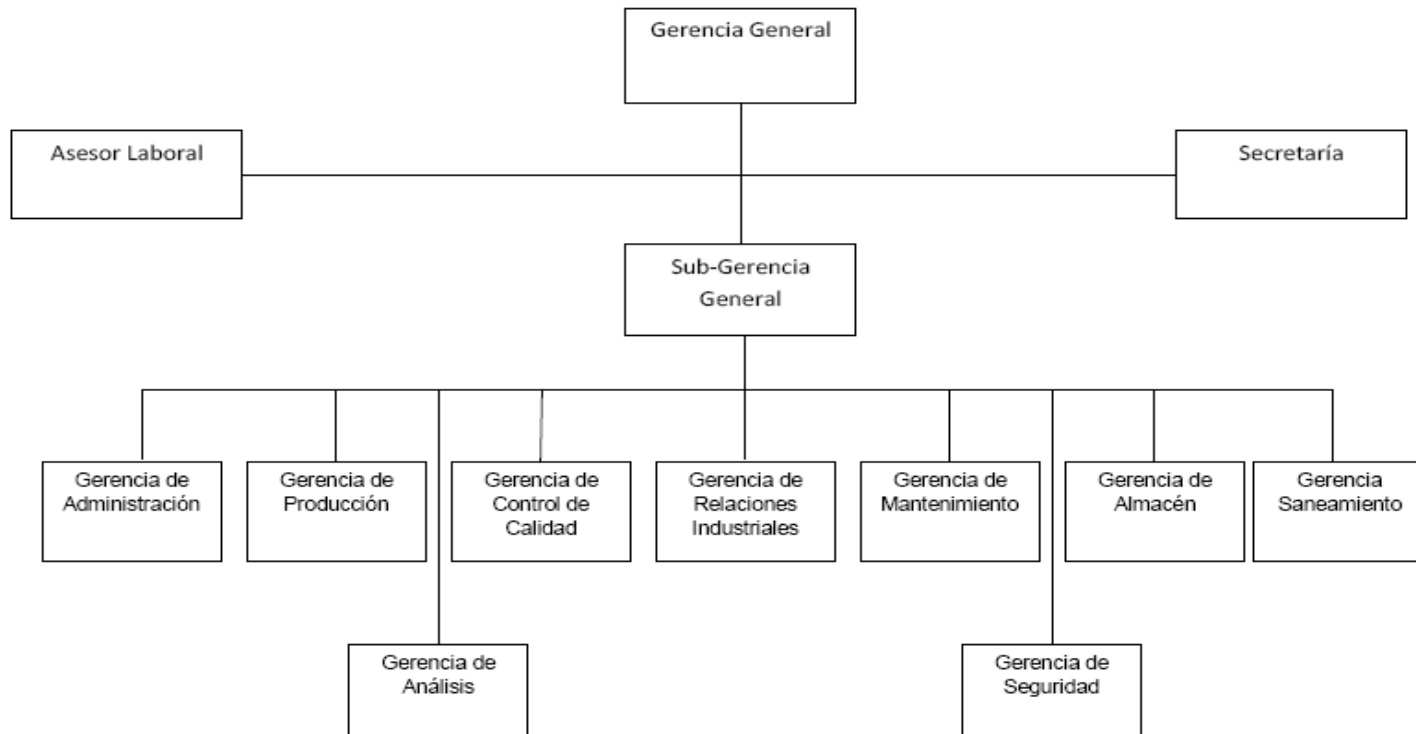 Gerencia General
Asesor Laboral
Secretaría
Sub-Gerencia
General
Gerencia de
Administración
Gerencia de
Producción
Gerencia de
Control de
Calidad
Gerencia de
Relaciones
Industriales
Gerencia de
Mantenimiento
Gerencia de
Almacén
Gerencia
Saneamiento
Gerencia de
Análisis
Gerencia de
Seguridad